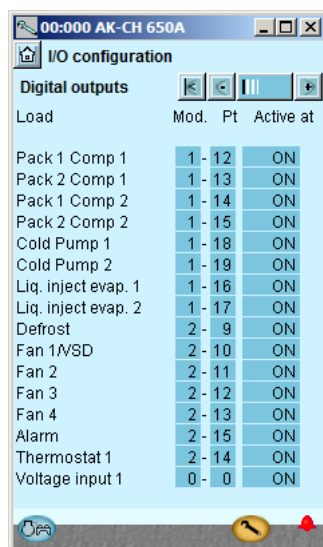 00:000 AK-CH 650A
I/O configuration
Digital outputs
Load Mod. Pt Active at
Pack 1 Comp 1 1 - 12 ON
Pack 2 Comp 1 1 - 13 ON
Pack 1 Comp 2 1 - 14 ON
Pack 2 Comp 2 1 - 15 ON
Cold Pump 1 1 - 18 ON
Cold Pump 2 1 - 19 ON
Liq. inject evap. 1 1 - 16 ON
Liq. inject evap. 2 1 - 17 ON
Defrost 2 - 9 ON
Fan 1/VSD 2 - 10 ON
Fan 2 2 - 11 ON
Fan 3 2 - 12 ON
Fan 4 2 - 13 ON
Alarm 2 - 15 ON
Thermostat 1 2 - 14 ON
Voltage input 1 0 - 0 ON